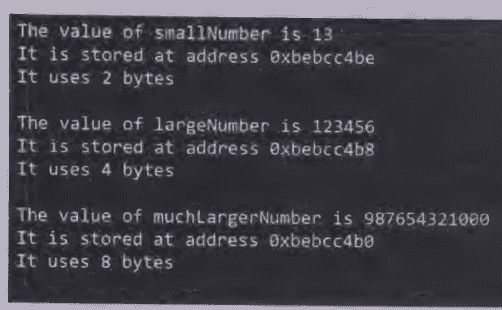 The value of smallNumber is 13
It is stored at address 0xbebcc4be
It uses 2 bytes
The value of largeNumber is 123456
It is stored at address 0xbebcc4b8
It uses 4 bytes
The value of muchLargerNumber is 987654321000
It is stored at address 0xbebcc4b0
It uses 8 bytes